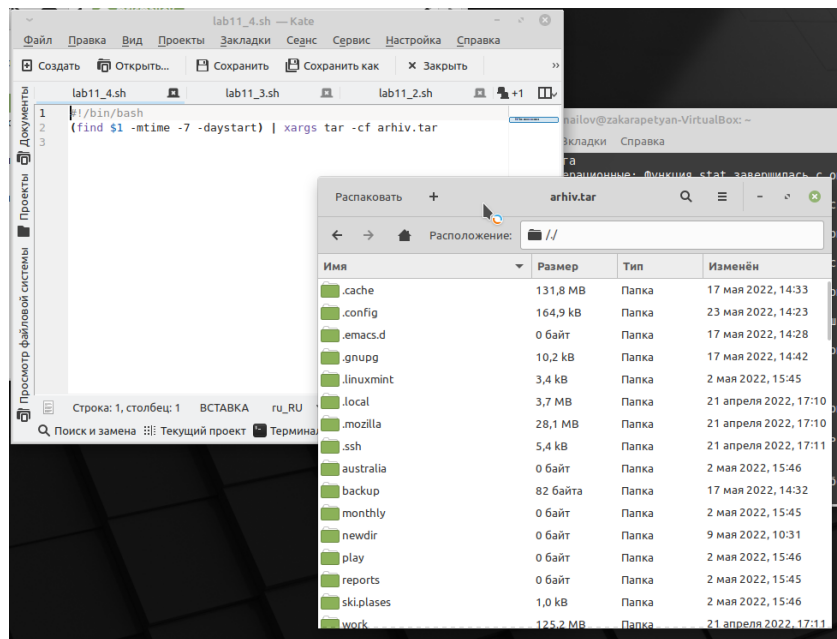 lab11_4.sh — Kate
Файл Правка Вид Проекты Закладки Сеанс Сервис Настройка Справка
Создать Открыть... Сохранить Сохранить как Закрыть »
lab11_4.sh lab11_3.sh lab11_2.sh +1
Документы
Проекты
Просмотр файловой системы
1 #!/bin/bash
2 (find $1 -mtime -7 -daystart) | xargs tar -cf arhiv.tar
3
Строка: 1, столбец: 1 ВСТАВКА ru_RU
Поиск и замена Текущий проект Терминал
nailov@zakarapetyan-VirtualBox: ~
Вкладки Справка
Функция stat завершилась с о
Распаковать + arhiv.tar
Расположение: /./
Имя Размер Тип Изменён
.cache 131,8 MB Папка 17 мая 2022, 14:33
.config 164,9 kB Папка 23 мая 2022, 14:23
.emacs.d 0 байт Папка 17 мая 2022, 14:28
.gnupg 10,2 kB Папка 17 мая 2022, 14:42
.linuxmint 3,4 kB Папка 2 мая 2022, 15:45
.local 3,7 MB Папка 21 апреля 2022, 17:10
.mozilla 28,1 MB Папка 21 апреля 2022, 17:10
.ssh 5,4 kB Папка 21 апреля 2022, 17:11
australia 0 байт Папка 2 мая 2022, 15:46
backup 82 байта Папка 17 мая 2022, 14:32
monthly 0 байт Папка 2 мая 2022, 15:45
newdir 0 байт Папка 9 мая 2022, 10:31
play 0 байт Папка 2 мая 2022, 15:46
reports 0 байт Папка 2 мая 2022, 15:45
ski.plases 1,0 kB Папка 2 мая 2022, 15:46
work 125,2 MB Папка 21 апреля 2022, 17:11